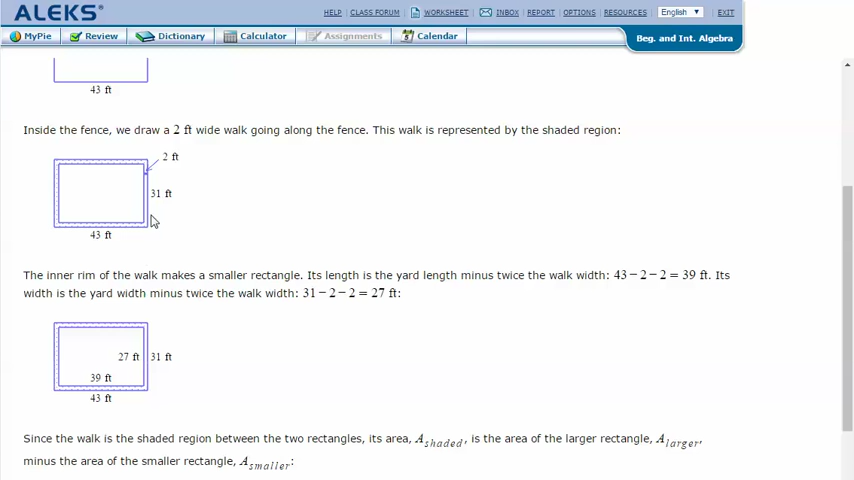 ALEKS®
HELP | CLASS FORUM | WORKSHEET | INBOX | REPORT | OPTIONS | RESOURCES English ▼ EXIT
MyPie Review Dictionary Calculator Assignments Calendar
Beg. and Int. Algebra
43 ft
Inside the fence, we draw a 2 ft wide walk going along the fence. This walk is represented by the shaded region:
2 ft
31 ft
43 ft
The inner rim of the walk makes a smaller rectangle. Its length is the yard length minus twice the walk width: 43 − 2 − 2 = 39 ft. Its
width is the yard width minus twice the walk width: 31 − 2 − 2 = 27 ft:
27 ft 31 ft
39 ft
43 ft
Since the walk is the shaded region between the two rectangles, its area, A shaded, is the area of the larger rectangle, A larger,
minus the area of the smaller rectangle, A smaller: